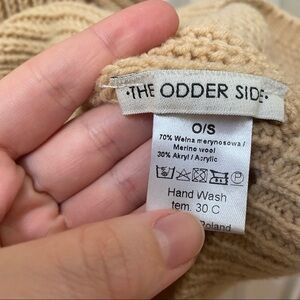 ·THE ODDER SIDE·
O/S
70% Wełna merynosowa /
Merino wool
30% Akryl / Acrylic
Hand Wash
tem. 30 C
Poland